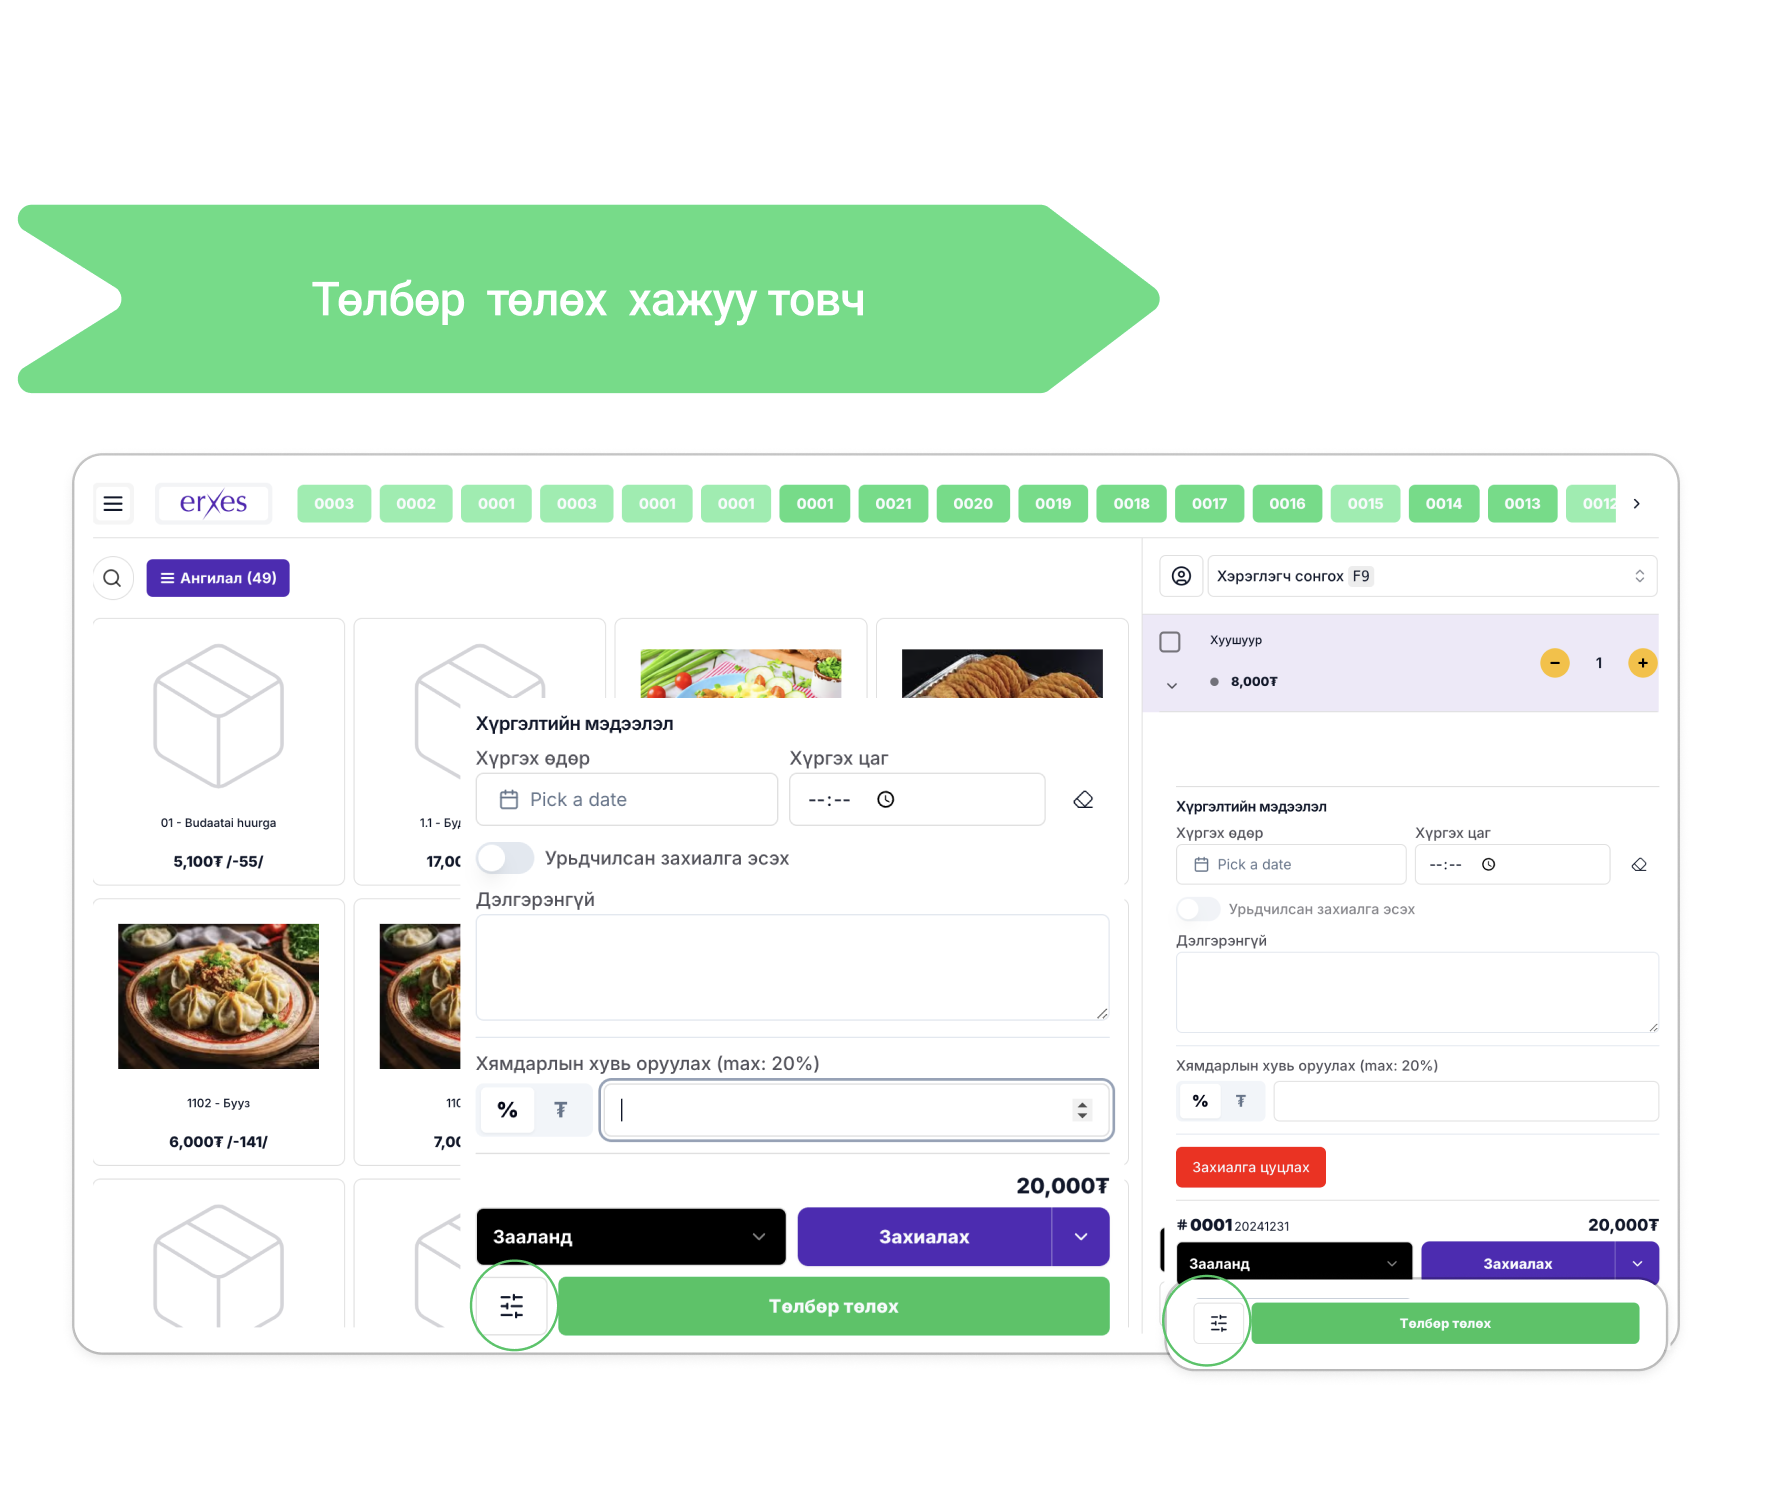 Төлбөр төлөх хажуу товч
erxes
0003 0002 0001 0003 0001 0001 0001 0021 0020 0019 0018 0017 0016 0015 0014 0013 0012
Ангилал (49)
01 - Budaatai huurga
5,100₮ /-55/
1102 - Бууз
6,000₮ /-141/
1.1 - Буд
17,00
110
7,00
Хүргэлтийн мэдээлэл
Хүргэх өдөр
Хүргэх цаг
Pick a date
--:--
Урьдчилсан захиалга эсэх
Дэлгэрэнгүй
Хямдарлын хувь оруулах (max: 20%)
% ₮
20,000₮
Зааланд
Захиалах
Төлбөр төлөх
Хэрэглэгч сонгох F9
Хуушуур
8,000₮
− 1 +
Хүргэлтийн мэдээлэл
Хүргэх өдөр
Хүргэх цаг
Pick a date
--:--
Урьдчилсан захиалга эсэх
Дэлгэрэнгүй
Хямдарлын хувь оруулах (max: 20%)
% ₮
Захиалга цуцлах
# 0001 20241231
20,000₮
Зааланд
Захиалах
Төлбөр төлөх